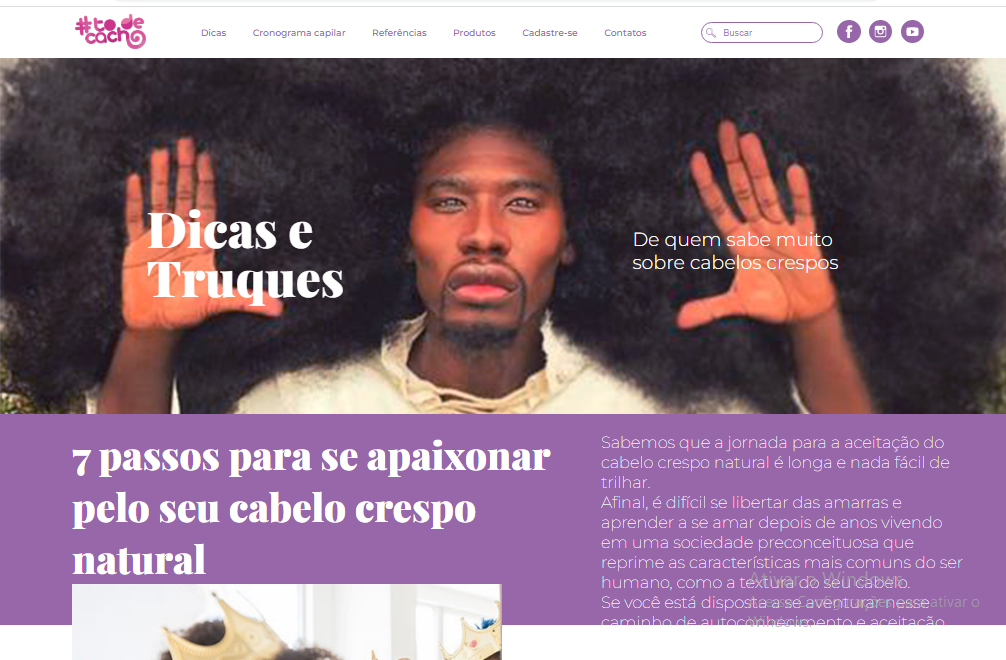 #to de
cacho
Dicas
Cronograma capilar
Referências
Produtos
Cadastre-se
Contatos
Buscar
Dicas e
Truques
De quem sabe muito
sobre cabelos crespos
7 passos para se apaixonar
pelo seu cabelo crespo
natural
Sabemos que a jornada para a aceitação do
cabelo crespo natural é longa e nada fácil de
trilhar.
Afinal, é difícil se libertar das amarras e
aprender a se amar depois de anos vivendo
em uma sociedade preconceituosa que
reprime as características mais comuns do ser
humano, como a textura do seu cabelo.
Se você está disposta a se aventurar nesse
caminho de autoconhecimento e aceitação
Ativar o Windows
Acesse Configurações para ativar o
Windows.